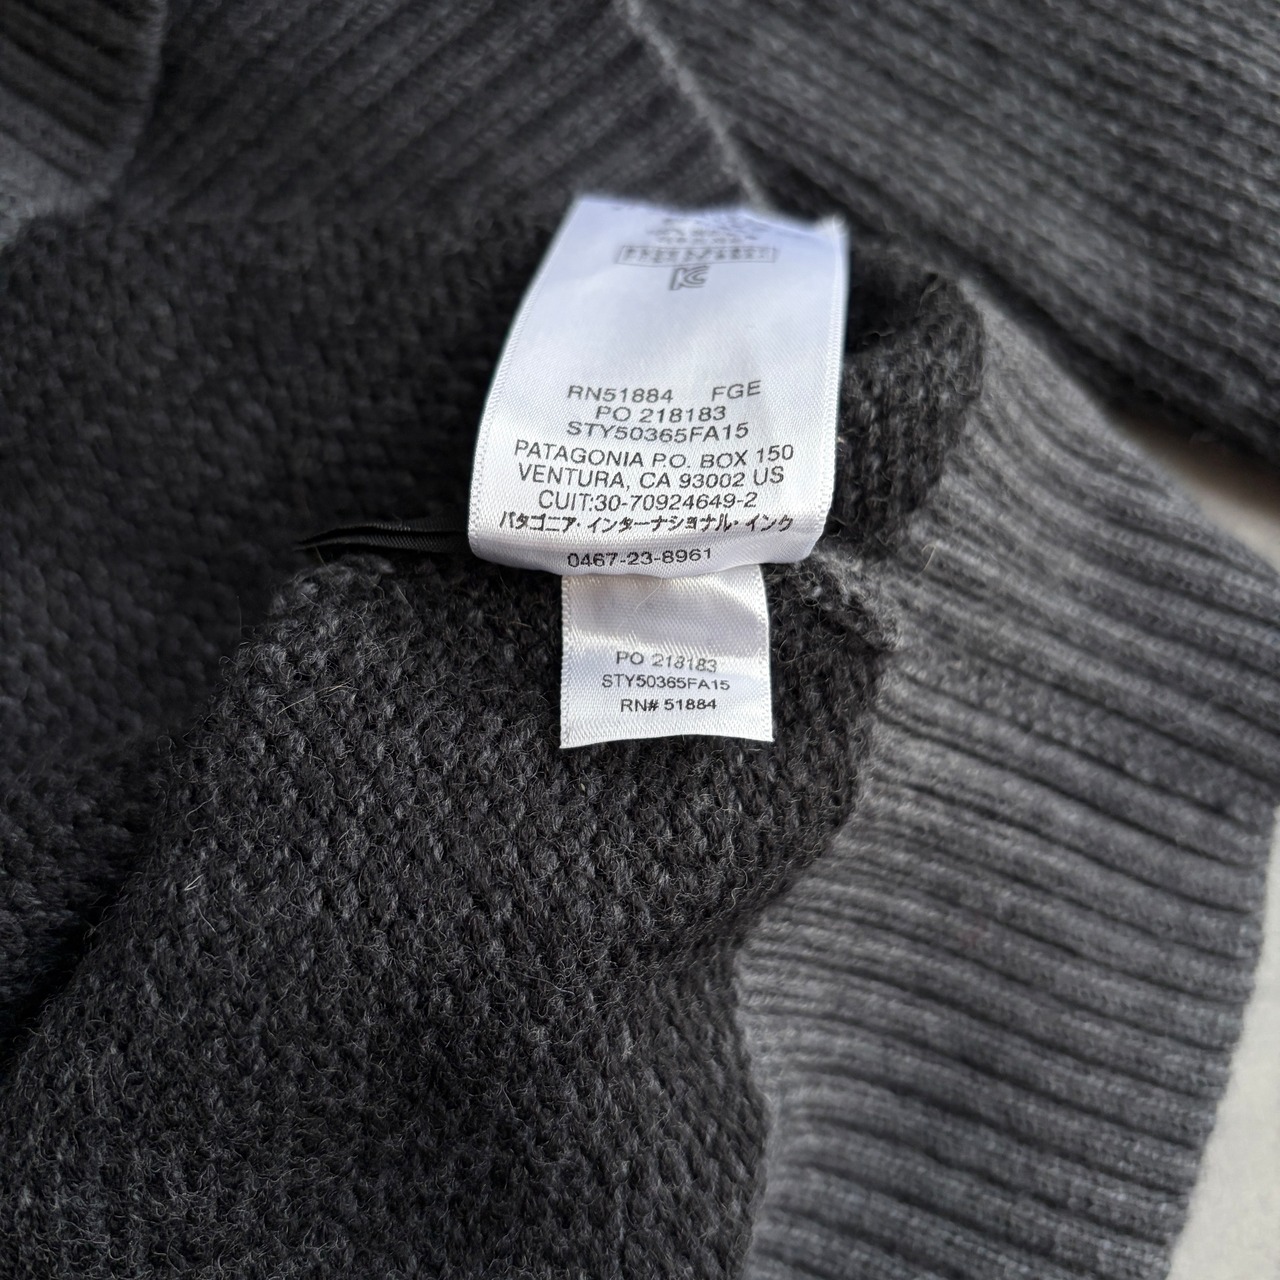 RN51884 FGE
PO 218183
STY50365FA15
PATAGONIA P.O. BOX 150
VENTURA, CA 93002 US
CUIT:30-70924649-2
パタゴニア・インターナショナル・インク
0467-23-8961
PO 218183
STY50365FA15
RN# 51884